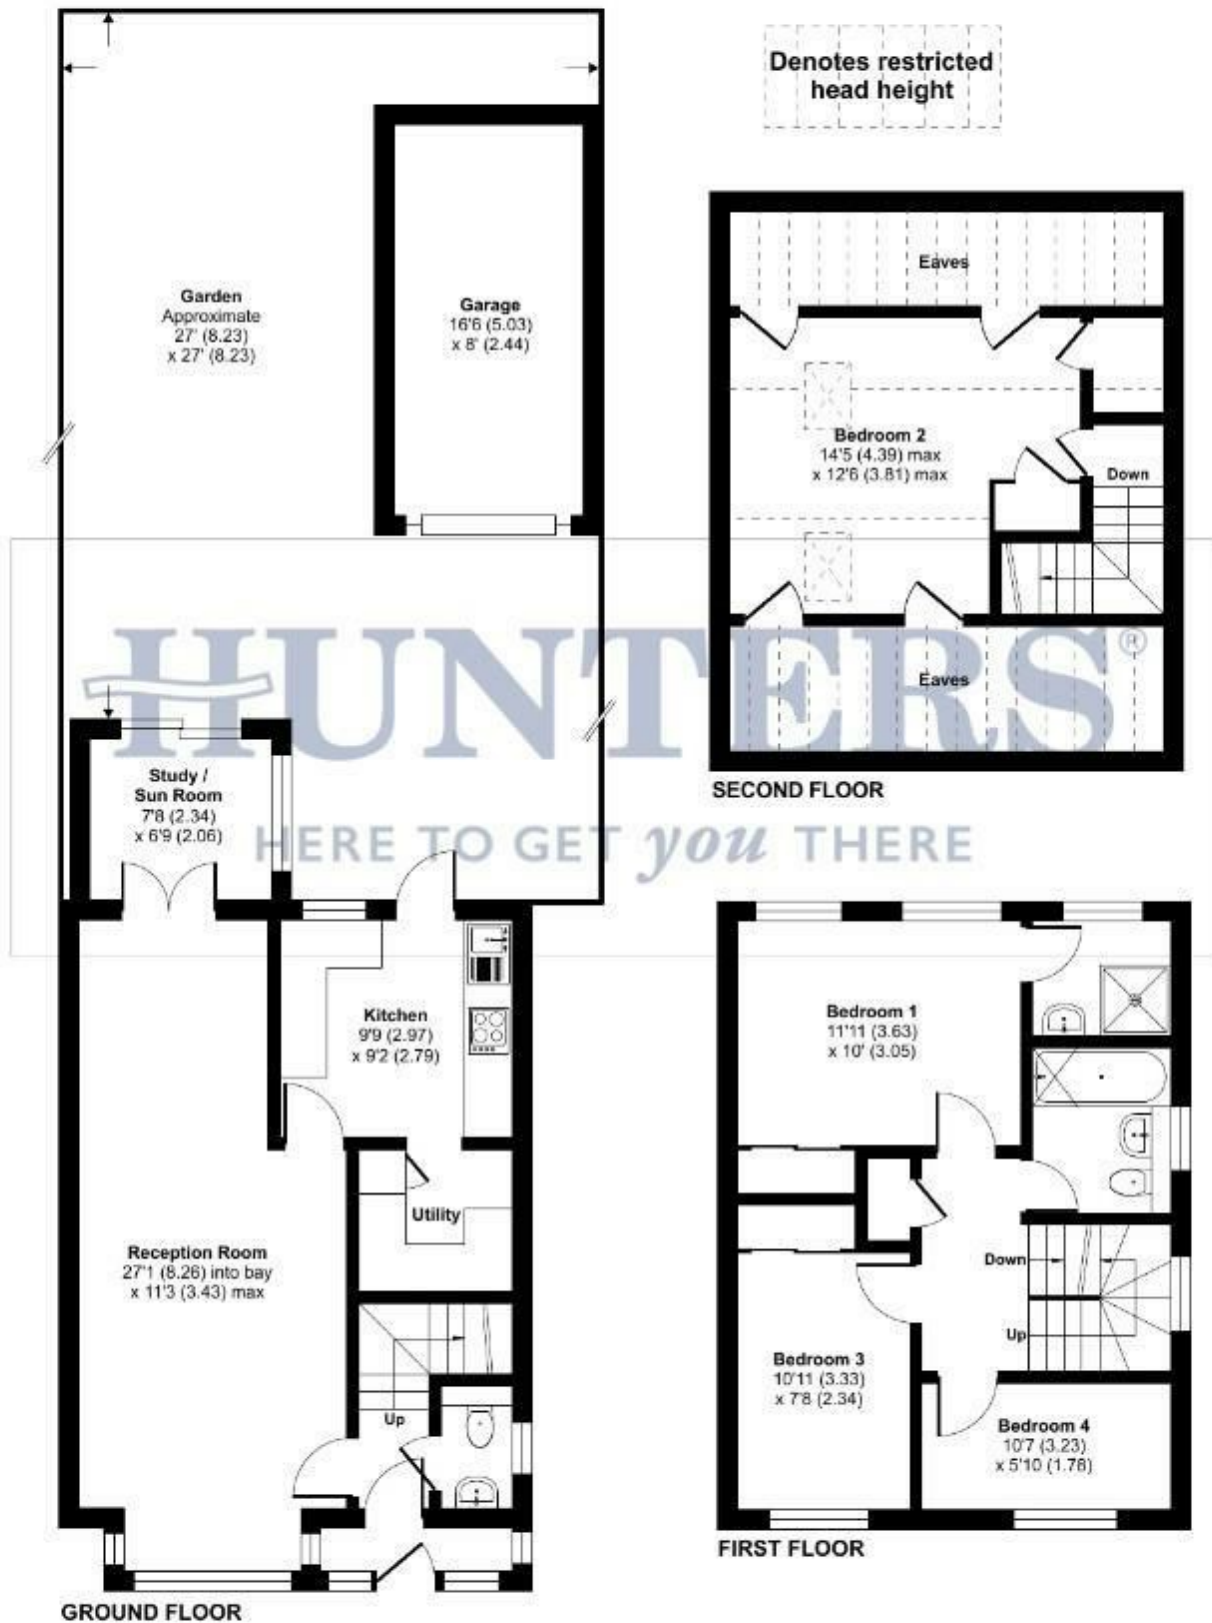 Denotes restricted
head height
Garden
Approximate
27' (8.23)
x 27' (8.23)
Garage
16'6 (5.03)
x 8' (2.44)
Eaves
Bedroom 2
14'5 (4.39) max
x 12'6 (3.81) max
Down
Eaves
SECOND FLOOR
HUNTERS®
HERE TO GET you THERE
Study /
Sun Room
7'8 (2.34)
x 6'9 (2.06)
Kitchen
9'9 (2.97)
x 9'2 (2.79)
Utility
Reception Room
27'1 (8.26) into bay
x 11'3 (3.43) max
Up
GROUND FLOOR
Bedroom 1
11'11 (3.63)
x 10' (3.05)
Down
Up
Bedroom 3
10'11 (3.33)
x 7'8 (2.34)
Bedroom 4
10'7 (3.23)
x 5'10 (1.78)
FIRST FLOOR